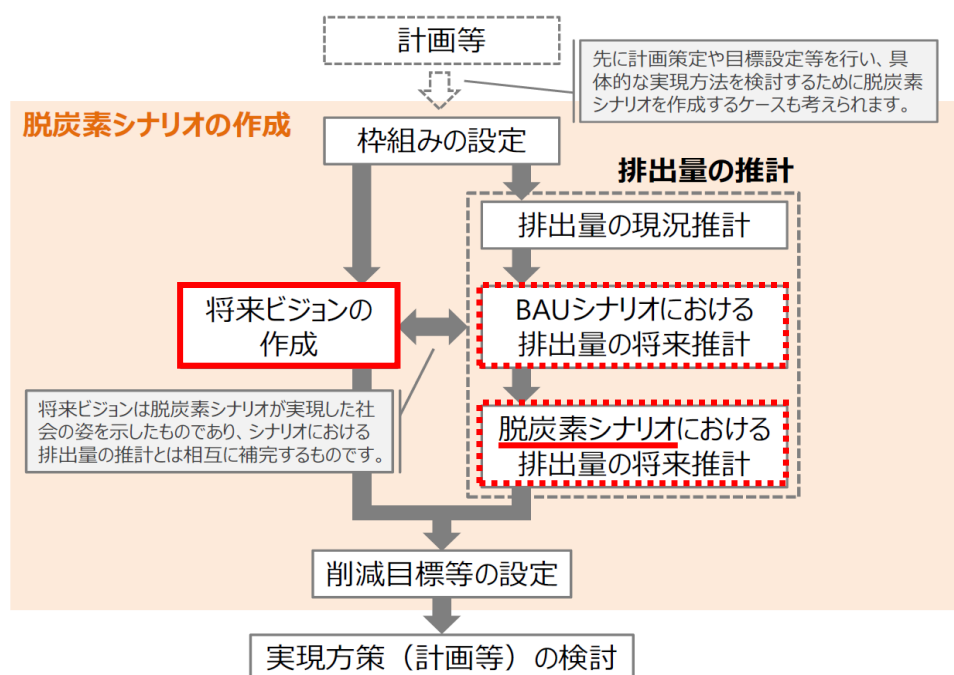 計画等
先に計画策定や目標設定等を行い、具
体的な実現方法を検討するために脱炭素
シナリオを作成するケースも考えられます。
脱炭素シナリオの作成
枠組みの設定
排出量の推計
排出量の現況推計
将来ビジョンの
作成
BAUシナリオにおける
排出量の将来推計
将来ビジョンは脱炭素シナリオが実現した社
会の姿を示したものであり、シナリオにおける
排出量の推計とは相互に補完するものです。
脱炭素シナリオにおける
排出量の将来推計
削減目標等の設定
実現方策（計画等）の検討